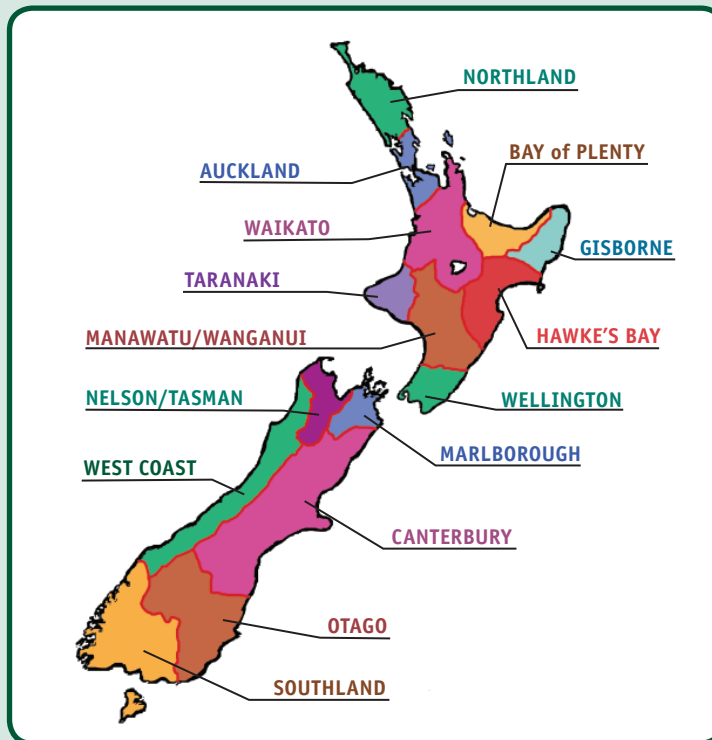 NORTHLAND
BAY of PLENTY
AUCKLAND
WAIKATO
GISBORNE
TARANAKI
MANAWATU/WANGANUI
HAWKE'S BAY
NELSON/TASMAN
WELLINGTON
MARLBOROUGH
WEST COAST
CANTERBURY
OTAGO
SOUTHLAND